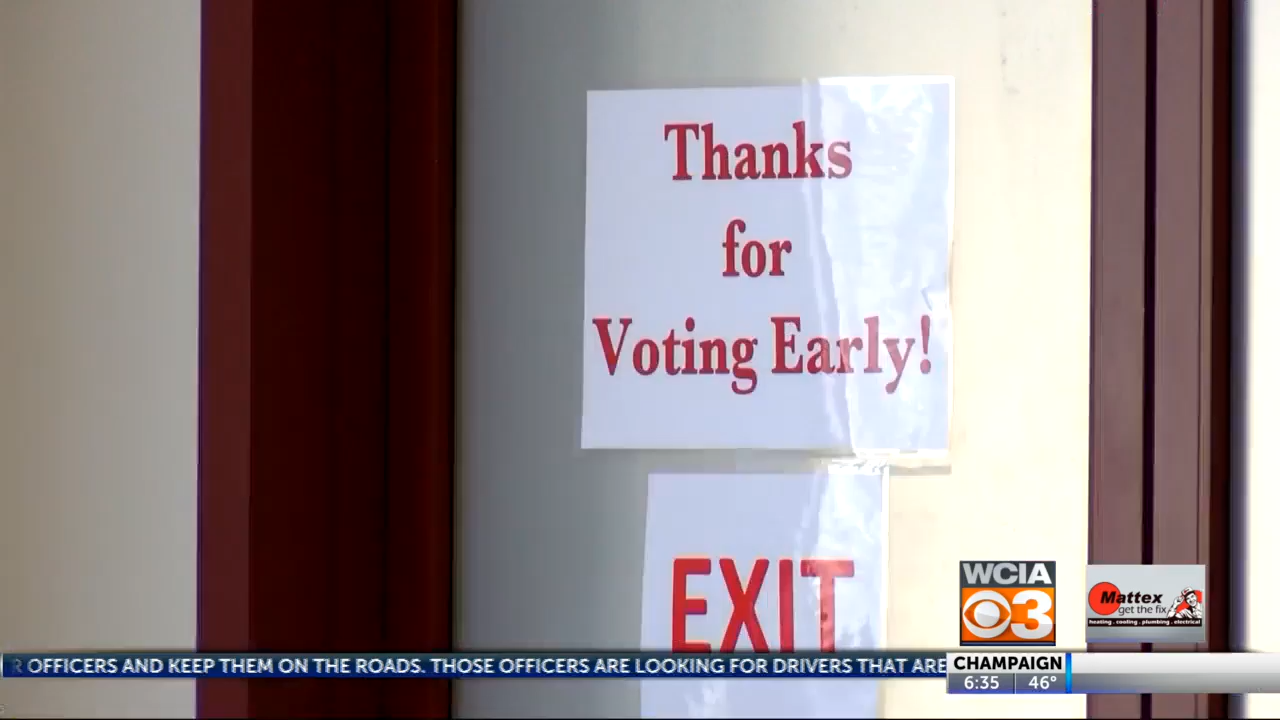 Thanks
for
Voting Early!
EXIT
WCIA
3
Mattex
get the fix
heating . cooling . plumbing . electrical
R OFFICERS AND KEEP THEM ON THE ROADS. THOSE OFFICERS ARE LOOKING FOR DRIVERS THAT ARE
CHAMPAIGN
6:35 46°